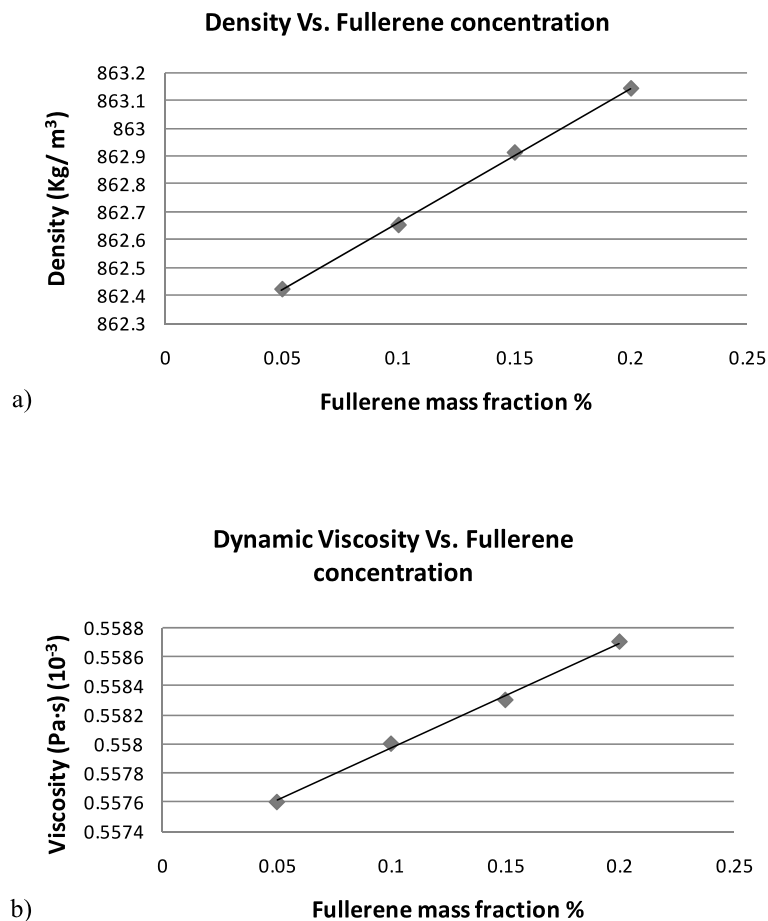 Density Vs. Fullerene concentration
863.2
863.1
863
862.9
862.8
862.7
862.6
862.5
862.4
862.3
Density (Kg/ m³)
0 0.05 0.1 0.15 0.2 0.25
Fullerene mass fraction %
a)
Dynamic Viscosity Vs. Fullerene
concentration
0.5588
0.5586
0.5584
0.5582
0.558
0.5578
0.5576
0.5574
Viscosity (Pa·s) (10⁻³)
0 0.05 0.1 0.15 0.2 0.25
Fullerene mass fraction %
b)